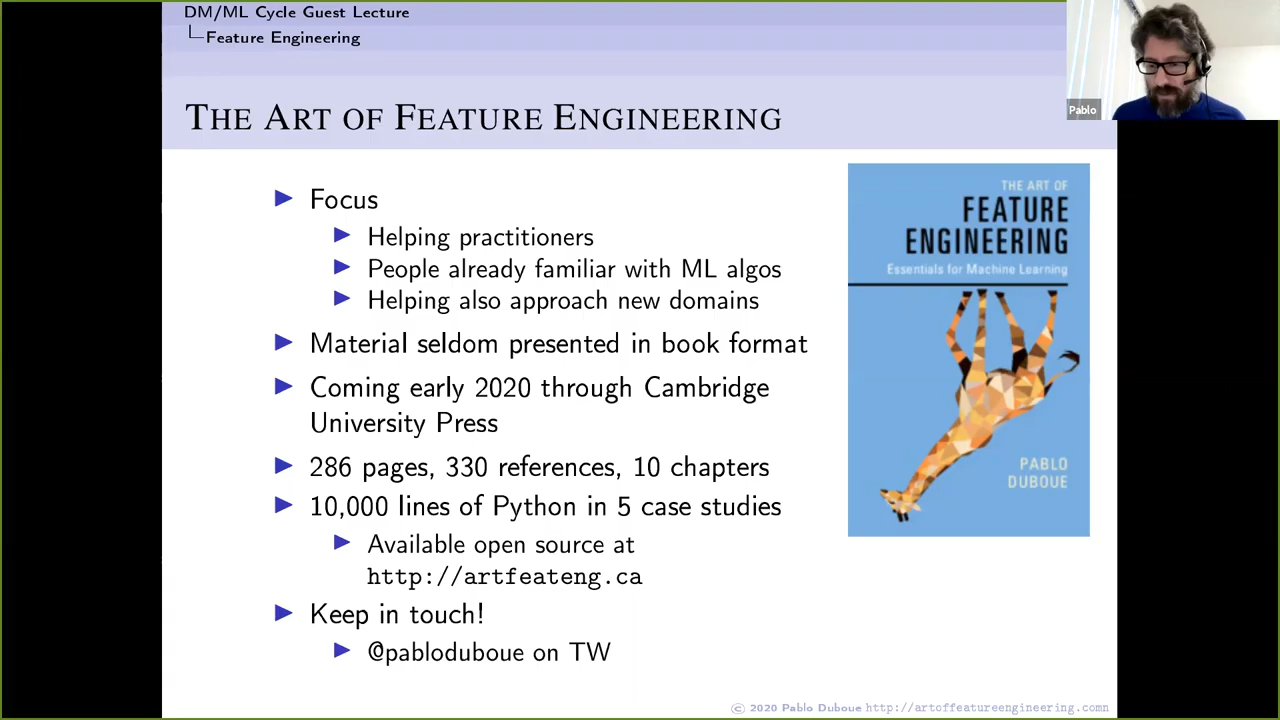 DM/ML Cycle Guest Lecture
Feature Engineering
Pablo
THE ART OF FEATURE ENGINEERING
Focus
Helping practitioners
People already familiar with ML algos
Helping also approach new domains
Material seldom presented in book format
Coming early 2020 through Cambridge
University Press
286 pages, 330 references, 10 chapters
10,000 lines of Python in 5 case studies
Available open source at
http://artfeateng.ca
Keep in touch!
@pabloduboue on TW
THE ART OF
FEATURE
ENGINEERING
Essentials for Machine Learning
PABLO
DUBOUE
© 2020 Pablo Duboue http://artoffeatureengineering.comn